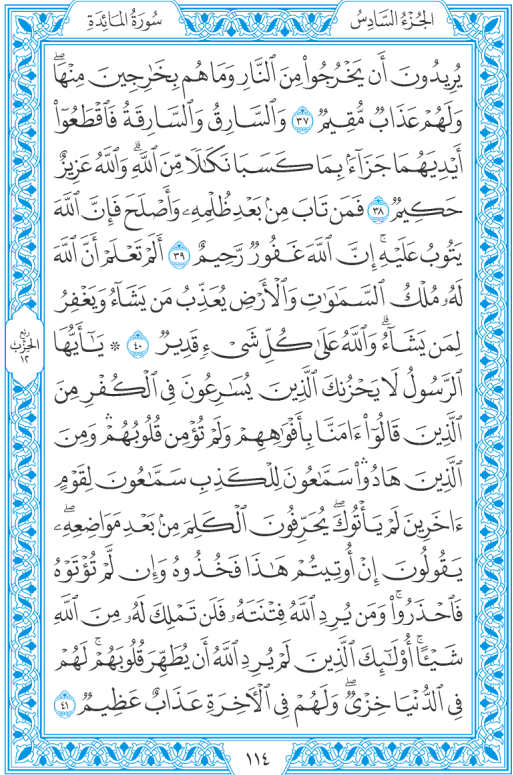 الجُزْءُ السَّادِسُ
سُورَةُ المَائِدَةِ
يُرِيدُونَ أَن يَخْرُجُوا۟ مِنَ ٱلنَّارِ وَمَا هُم بِخَٰرِجِينَ مِنْهَا ۖ
وَلَهُمْ عَذَابٌ مُّقِيمٌ ٣٧ وَٱلسَّارِقُ وَٱلسَّارِقَةُ فَٱقْطَعُوٓا۟
أَيْدِيَهُمَا جَزَآءًۢ بِمَا كَسَبَا نَكَٰلًا مِّنَ ٱللَّهِ ۗ وَٱللَّهُ عَزِيزٌ
حَكِيمٌ ٣٨ فَمَن تَابَ مِنۢ بَعْدِ ظُلْمِهِۦ وَأَصْلَحَ فَإِنَّ ٱللَّهَ
يَتُوبُ عَلَيْهِ ۗ إِنَّ ٱللَّهَ غَفُورٌ رَّحِيمٌ ٣٩ أَلَمْ تَعْلَمْ أَنَّ ٱللَّهَ
لَهُۥ مُلْكُ ٱلسَّمَٰوَٰتِ وَٱلْأَرْضِ يُعَذِّبُ مَن يَشَآءُ وَيَغْفِرُ
لِمَن يَشَآءُ ۗ وَٱللَّهُ عَلَىٰ كُلِّ شَىْءٍ قَدِيرٌ ٤٠ ۞ يَٰٓأَيُّهَا
ٱلرَّسُولُ لَا يَحْزُنكَ ٱلَّذِينَ يُسَٰرِعُونَ فِى ٱلْكُفْرِ مِنَ
ٱلَّذِينَ قَالُوٓا۟ ءَامَنَّا بِأَفْوَٰهِهِمْ وَلَمْ تُؤْمِن قُلُوبُهُمْ ۛ وَمِنَ
ٱلَّذِينَ هَادُوا۟ ۛ سَمَّٰعُونَ لِلْكَذِبِ سَمَّٰعُونَ لِقَوْمٍ
ءَاخَرِينَ لَمْ يَأْتُوكَ ۖ يُحَرِّفُونَ ٱلْكَلِمَ مِنۢ بَعْدِ مَوَاضِعِهِۦ ۖ
يَقُولُونَ إِنْ أُوتِيتُمْ هَٰذَا فَخُذُوهُ وَإِن لَّمْ تُؤْتَوْهُ
فَٱحْذَرُوا۟ ۚ وَمَن يُرِدِ ٱللَّهُ فِتْنَتَهُۥ فَلَن تَمْلِكَ لَهُۥ مِنَ ٱللَّهِ
شَيْـًٔا ۚ أُو۟لَٰٓئِكَ ٱلَّذِينَ لَمْ يُرِدِ ٱللَّهُ أَن يُطَهِّرَ قُلُوبَهُمْ ۚ لَهُمْ
فِى ٱلدُّنْيَا خِزْىٌ ۖ وَلَهُمْ فِى ٱلْءَاخِرَةِ عَذَابٌ عَظِيمٌ ٤١
ربع
الحزب
١٢
١١٤